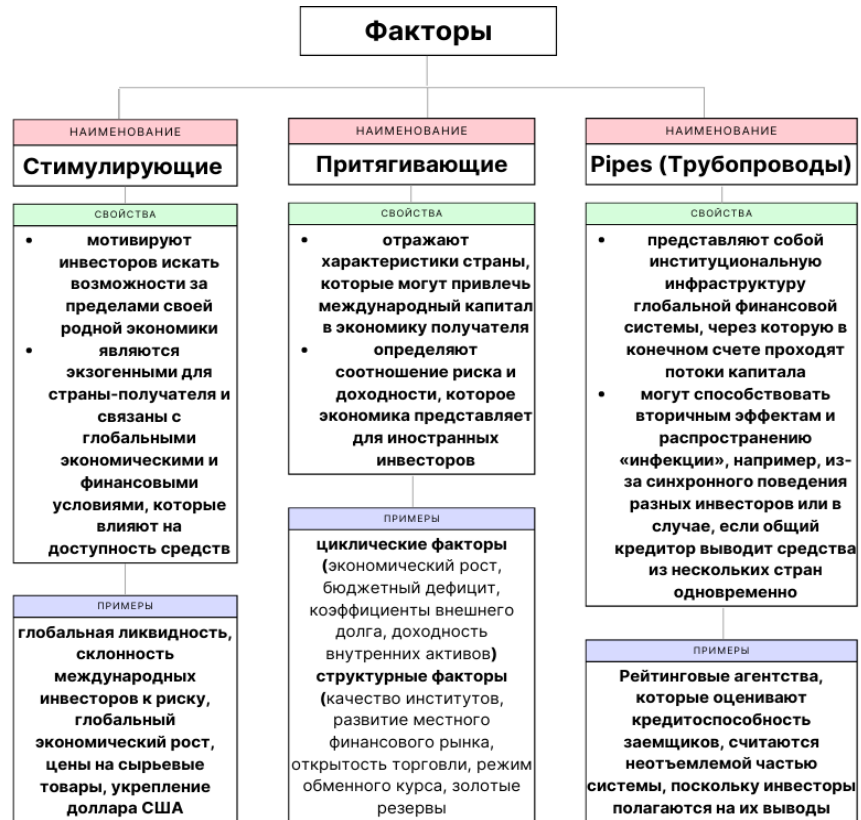 Факторы
НАИМЕНОВАНИЕ
Стимулирующие
СВОЙСТВА
• мотивируют
инвесторов искать
возможности за
пределами своей
родной экономики
• являются
экзогенными для
страны-получателя и
связаны с
глобальными
экономическими и
финансовыми
условиями, которые
влияют на
доступность средств
ПРИМЕРЫ
глобальная ликвидность,
склонность
международных
инвесторов к риску,
глобальный
экономический рост,
цены на сырьевые
товары, укрепление
доллара США
НАИМЕНОВАНИЕ
Притягивающие
СВОЙСТВА
• отражают
характеристики страны,
которые могут привлечь
международный капитал
в экономику получателя
• определяют
соотношение риска и
доходности, которое
экономика представляет
для иностранных
инвесторов
ПРИМЕРЫ
циклические факторы
(экономический рост,
бюджетный дефицит,
коэффициенты внешнего
долга, доходность
внутренних активов)
структурные факторы
(качество институтов,
развитие местного
финансового рынка,
открытость торговли, режим
обменного курса, золотые
резервы
НАИМЕНОВАНИЕ
Pipes (Трубопроводы)
СВОЙСТВА
• представляют собой
институциональную
инфраструктуру
глобальной финансовой
системы, через которую в
конечном счете проходят
потоки капитала
• могут способствовать
вторичным эффектам и
распространению
«инфекции», например, из-
за синхронного поведения
разных инвесторов или в
случае, если общий
кредитор выводит средства
из нескольких стран
одновременно
ПРИМЕРЫ
Рейтинговые агентства,
которые оценивают
кредитоспособность
заемщиков, считаются
неотъемлемой частью
системы, поскольку инвесторы
полагаются на их выводы